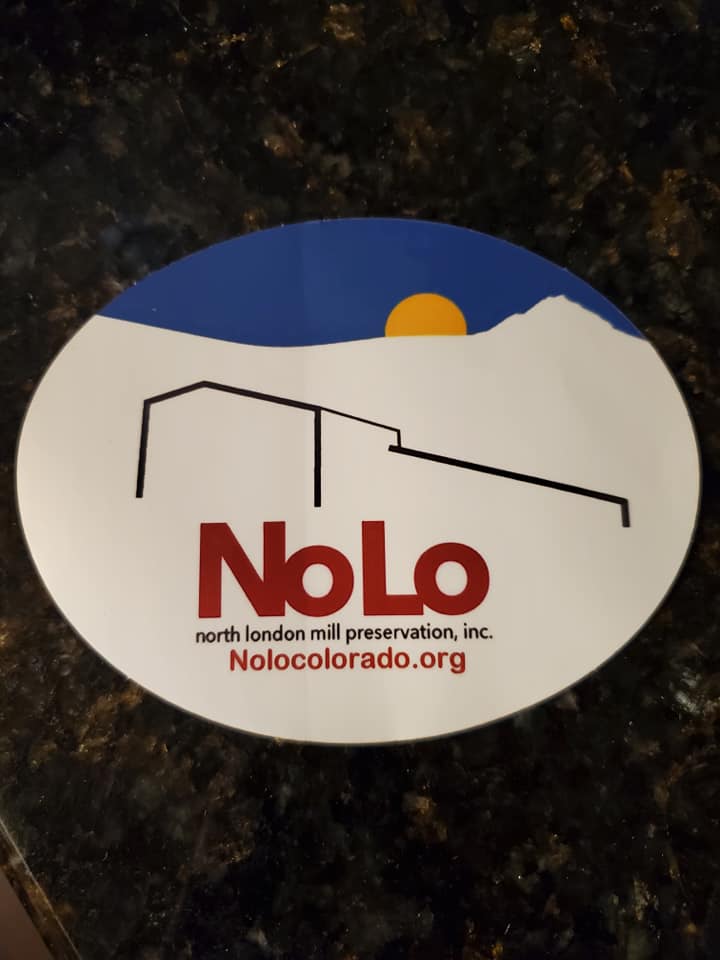 NoLo
north london mill preservation, inc.
Nolocolorado.org